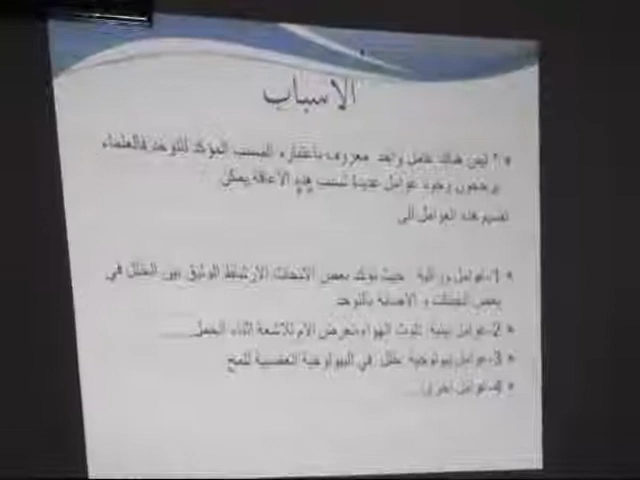 الاسباب
ليس هناك عامل واحد معروف باعتباره المسبب المؤكد للتوحد فالعلماء
يرجحون وجود عوامل عديدة تسبب هذه الاعاقة يمكن
تقسيم هذه العوامل الى
1-عوامل وراثية حيث تؤكد بعض الابحاث الارتباط الوثيق بين الخلل في
بعض الجينات و الاصابة بالتوحد
2-عوامل بيئية تلوث الهواء تعرض الام للاشعة اثناء الحمل.......
3-عوامل بيولوجية خلل في البيولوجية العصبية للمخ
4-عوامل اخرى....